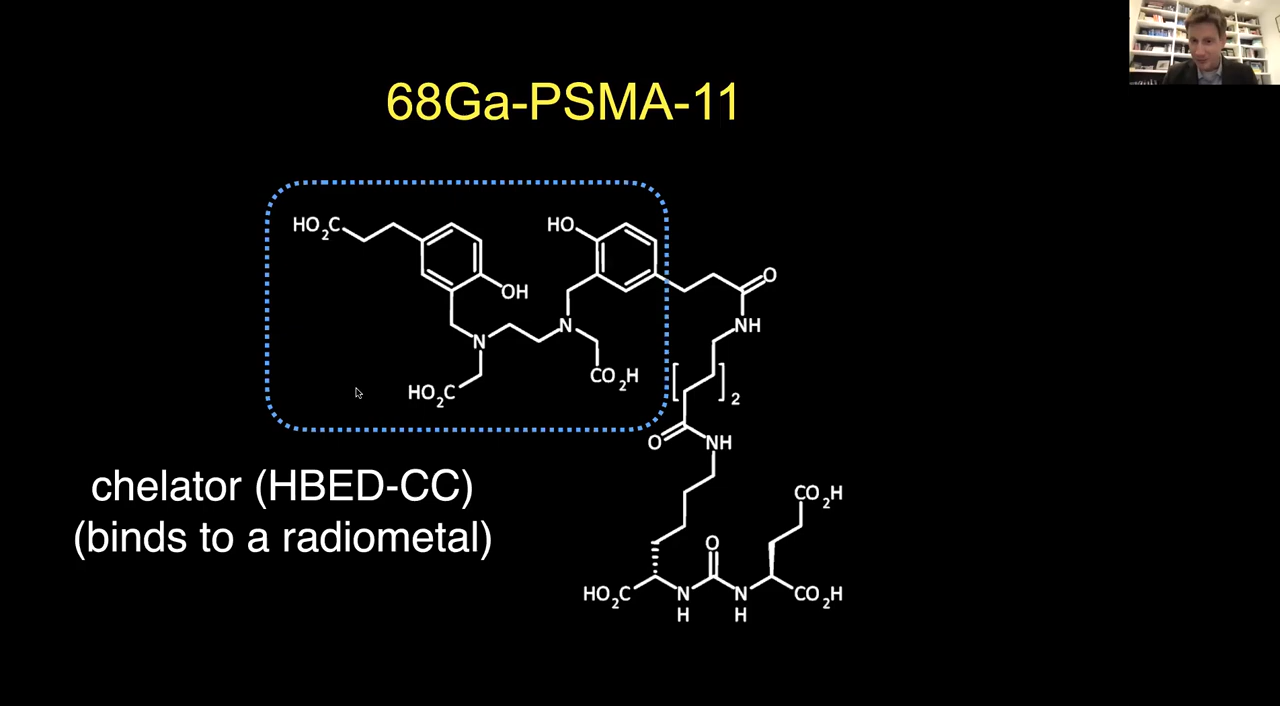 68Ga-PSMA-11
HO2C
HO
OH
O
N
N
NH
HO2C
CO2H
2
O
NH
chelator (HBED-CC)
(binds to a radiometal)
CO2H
O
HO2C
N
H
N
H
CO2H